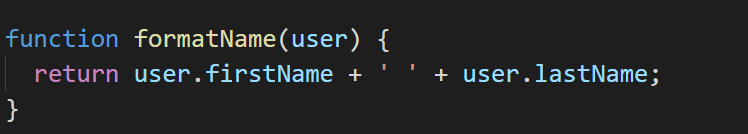 function formatName(user) {
  return user.firstName + ' ' + user.lastName;
}